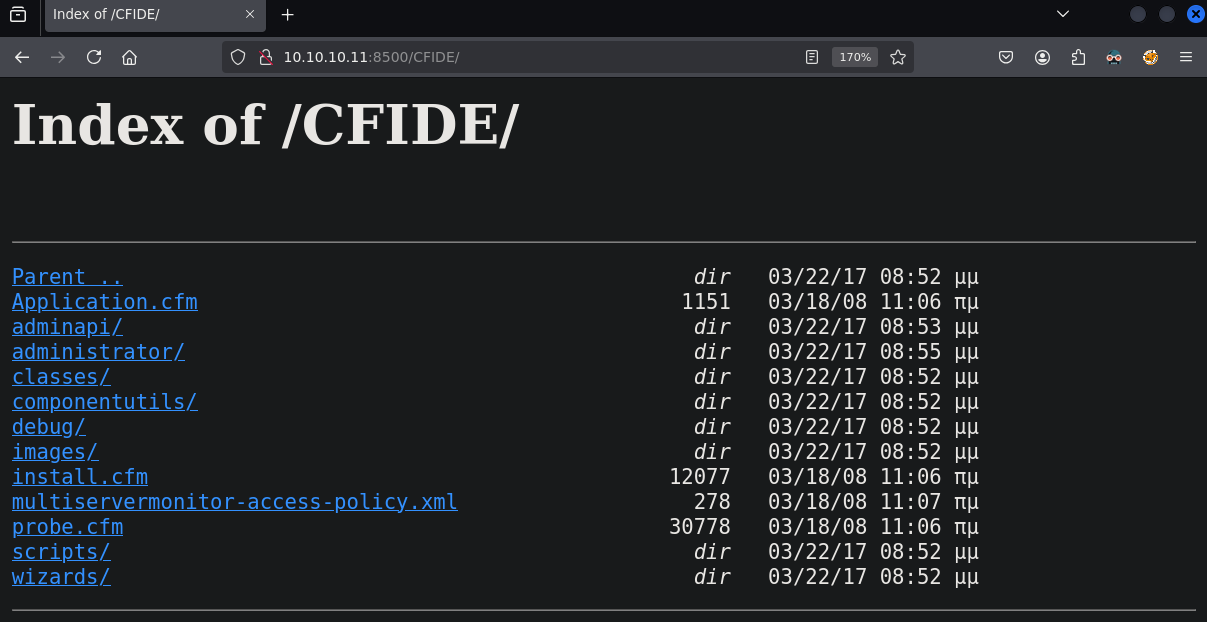 Index of /CFIDE/
10.10.10.11:8500/CFIDE/ 170%
Index of /CFIDE/
Parent .. dir 03/22/17 08:52 μμ
Application.cfm 1151 03/18/08 11:06 πμ
adminapi/ dir 03/22/17 08:53 μμ
administrator/ dir 03/22/17 08:55 μμ
classes/ dir 03/22/17 08:52 μμ
componentutils/ dir 03/22/17 08:52 μμ
debug/ dir 03/22/17 08:52 μμ
images/ dir 03/22/17 08:52 μμ
install.cfm 12077 03/18/08 11:06 πμ
multiservermonitor-access-policy.xml 278 03/18/08 11:07 πμ
probe.cfm 30778 03/18/08 11:06 πμ
scripts/ dir 03/22/17 08:52 μμ
wizards/ dir 03/22/17 08:52 μμ